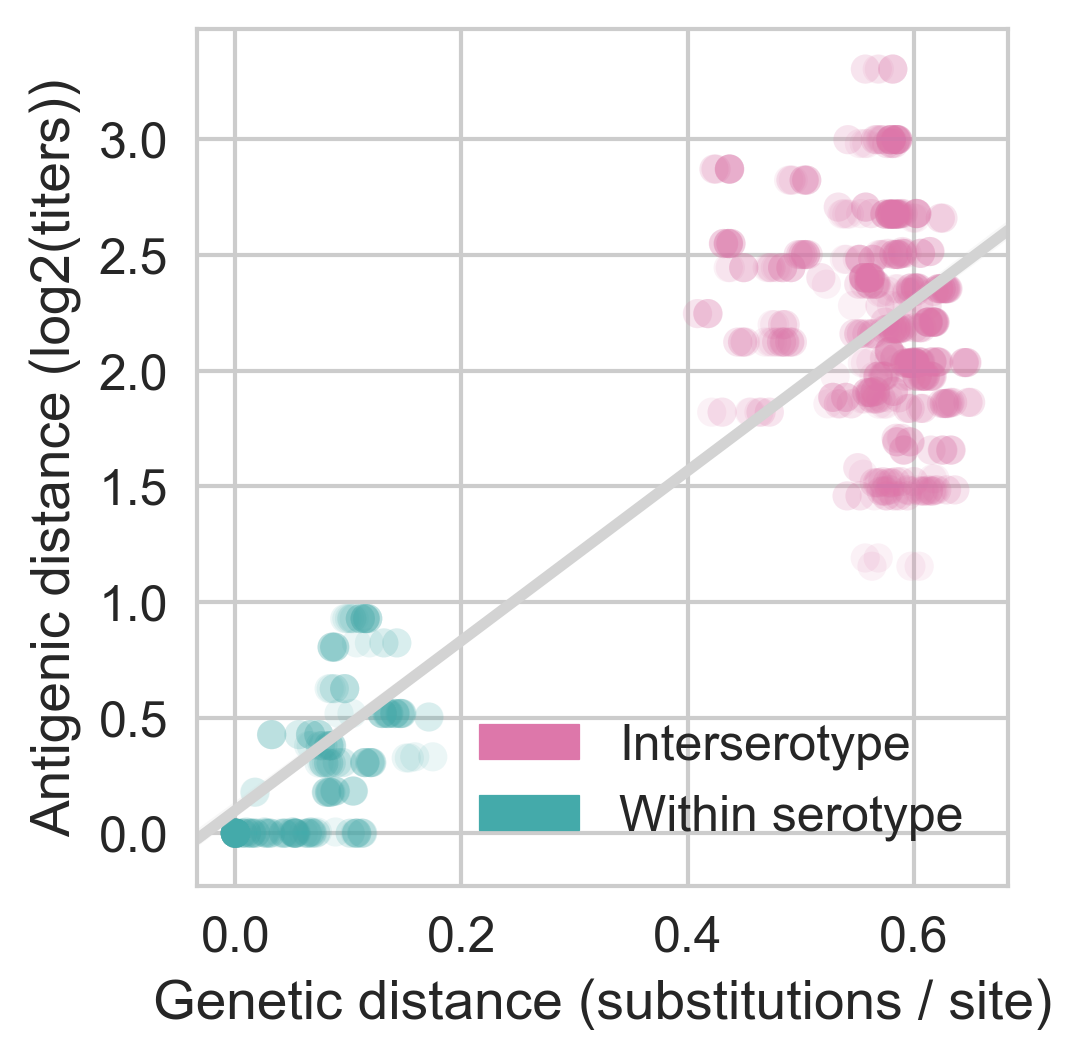 Antigenic distance (log2(titers))
3.0
2.5
2.0
1.5
1.0
0.5
0.0
Interserotype
Within serotype
0.0 0.2 0.4 0.6
Genetic distance (substitutions / site)